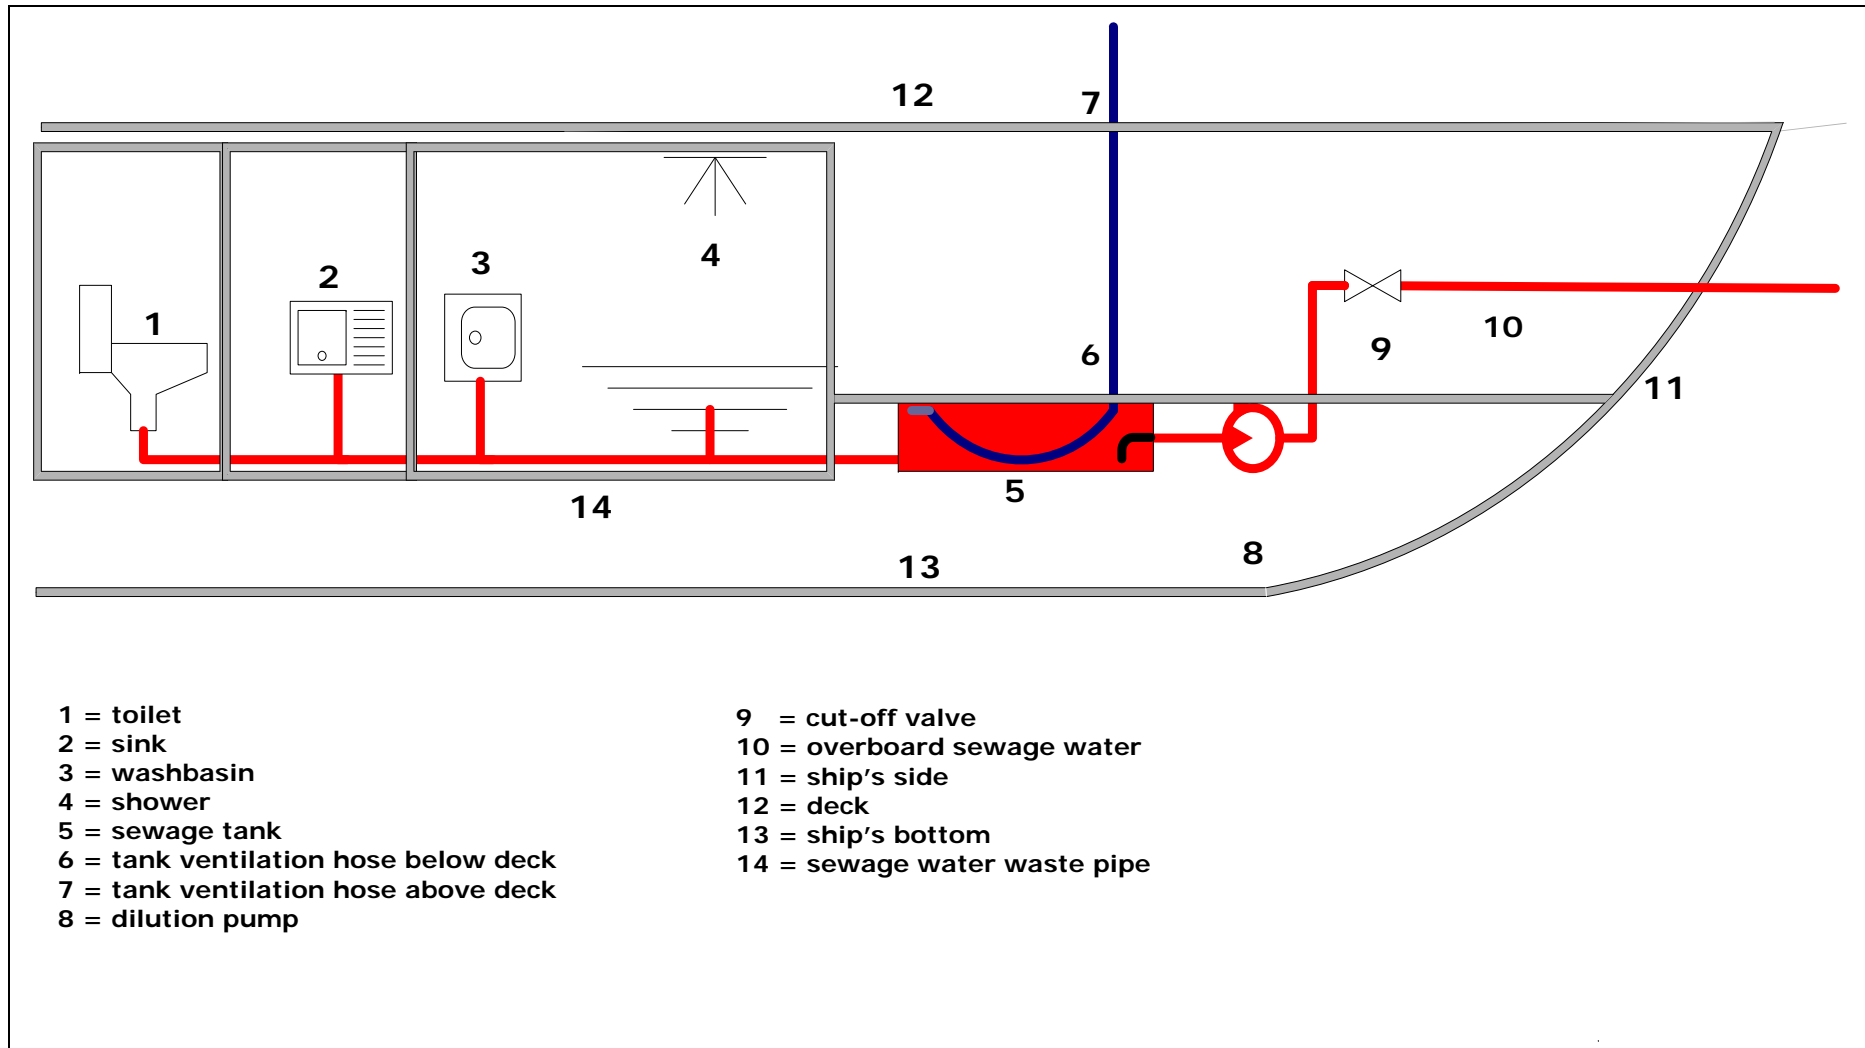 12
7
4
3
2
1
6
10
9
11
5
14
8
13
1 = toilet
2 = sink
3 = washbasin
4 = shower
5 = sewage tank
6 = tank ventilation hose below deck
7 = tank ventilation hose above deck
8 = dilution pump
9 = cut-off valve
10 = overboard sewage water
11 = ship's side
12 = deck
13 = ship's bottom
14 = sewage water waste pipe